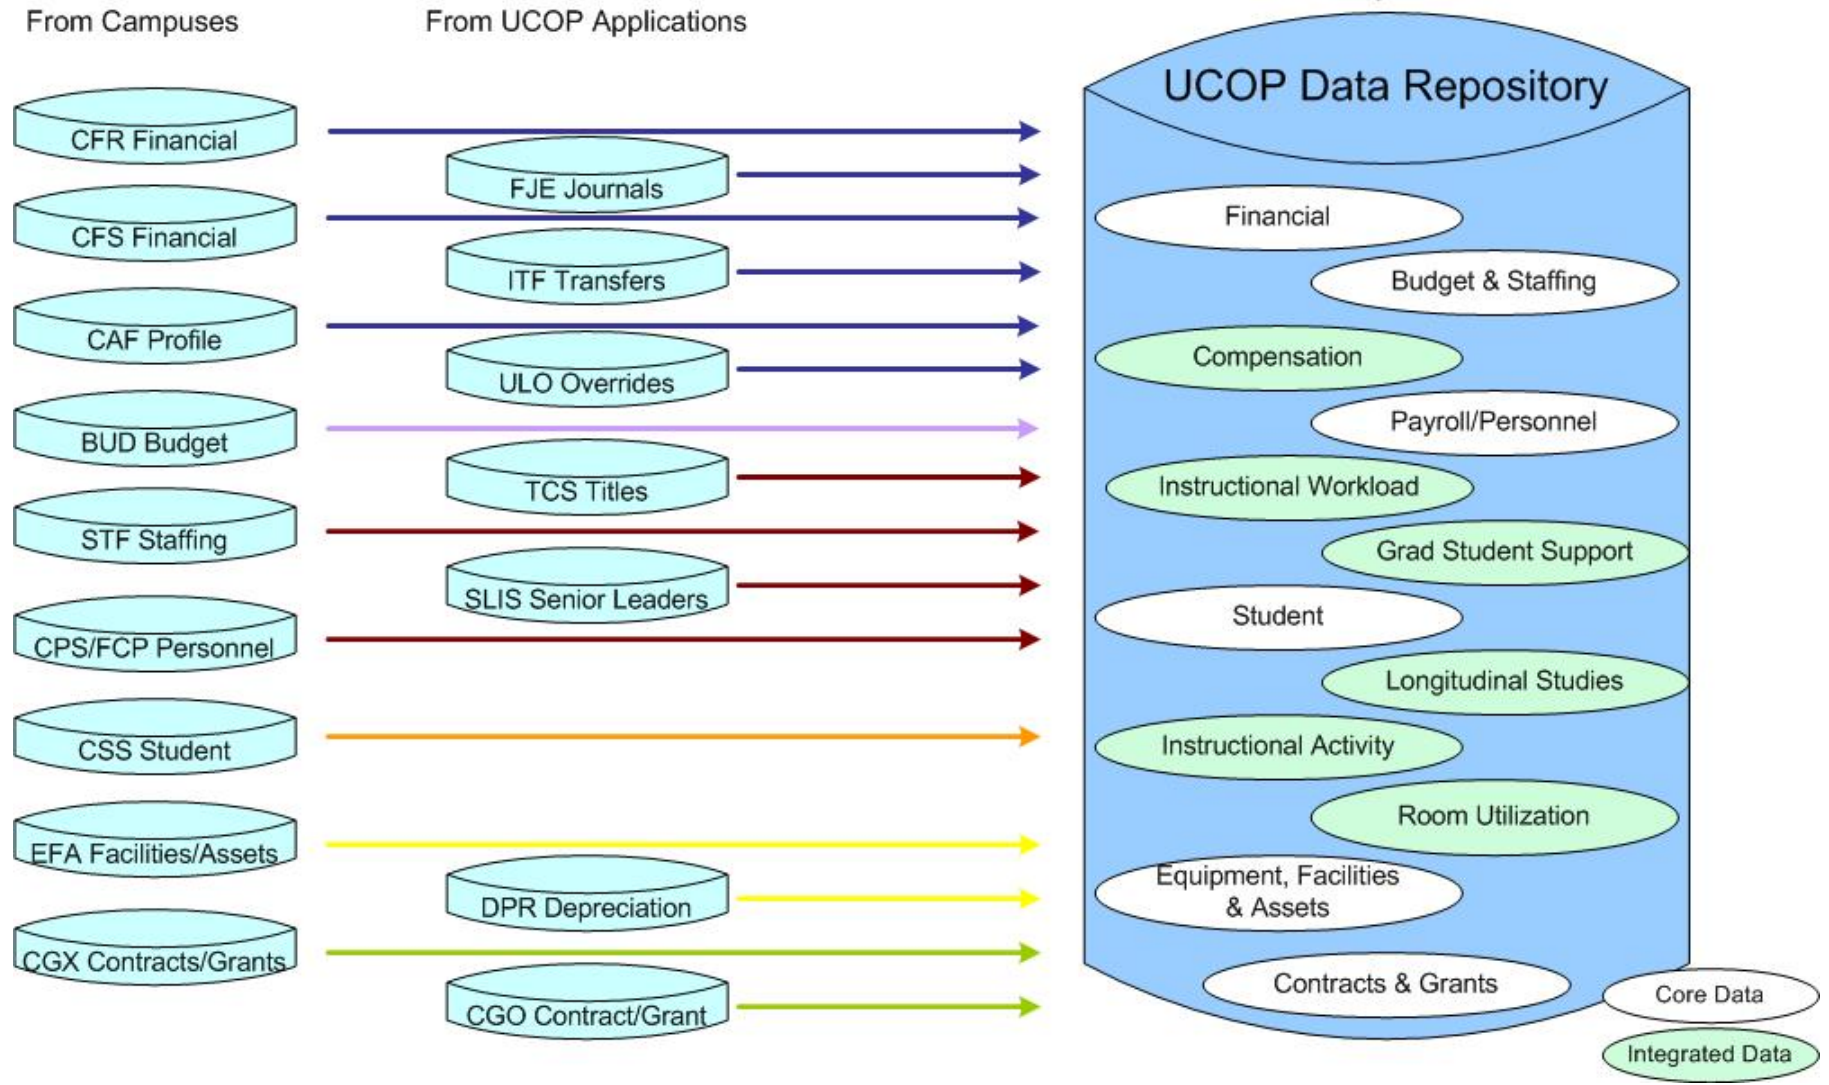 From Campuses
From UCOP Applications
UCOP Data Repository
CFR Financial
FJE Journals
CFS Financial
ITF Transfers
CAF Profile
ULO Overrides
BUD Budget
TCS Titles
STF Staffing
SLIS Senior Leaders
CPS/FCP Personnel
CSS Student
EFA Facilities/Assets
DPR Depreciation
CGX Contracts/Grants
CGO Contract/Grant
Financial
Budget & Staffing
Compensation
Payroll/Personnel
Instructional Workload
Grad Student Support
Student
Longitudinal Studies
Instructional Activity
Room Utilization
Equipment, Facilities
& Assets
Contracts & Grants
Core Data
Integrated Data